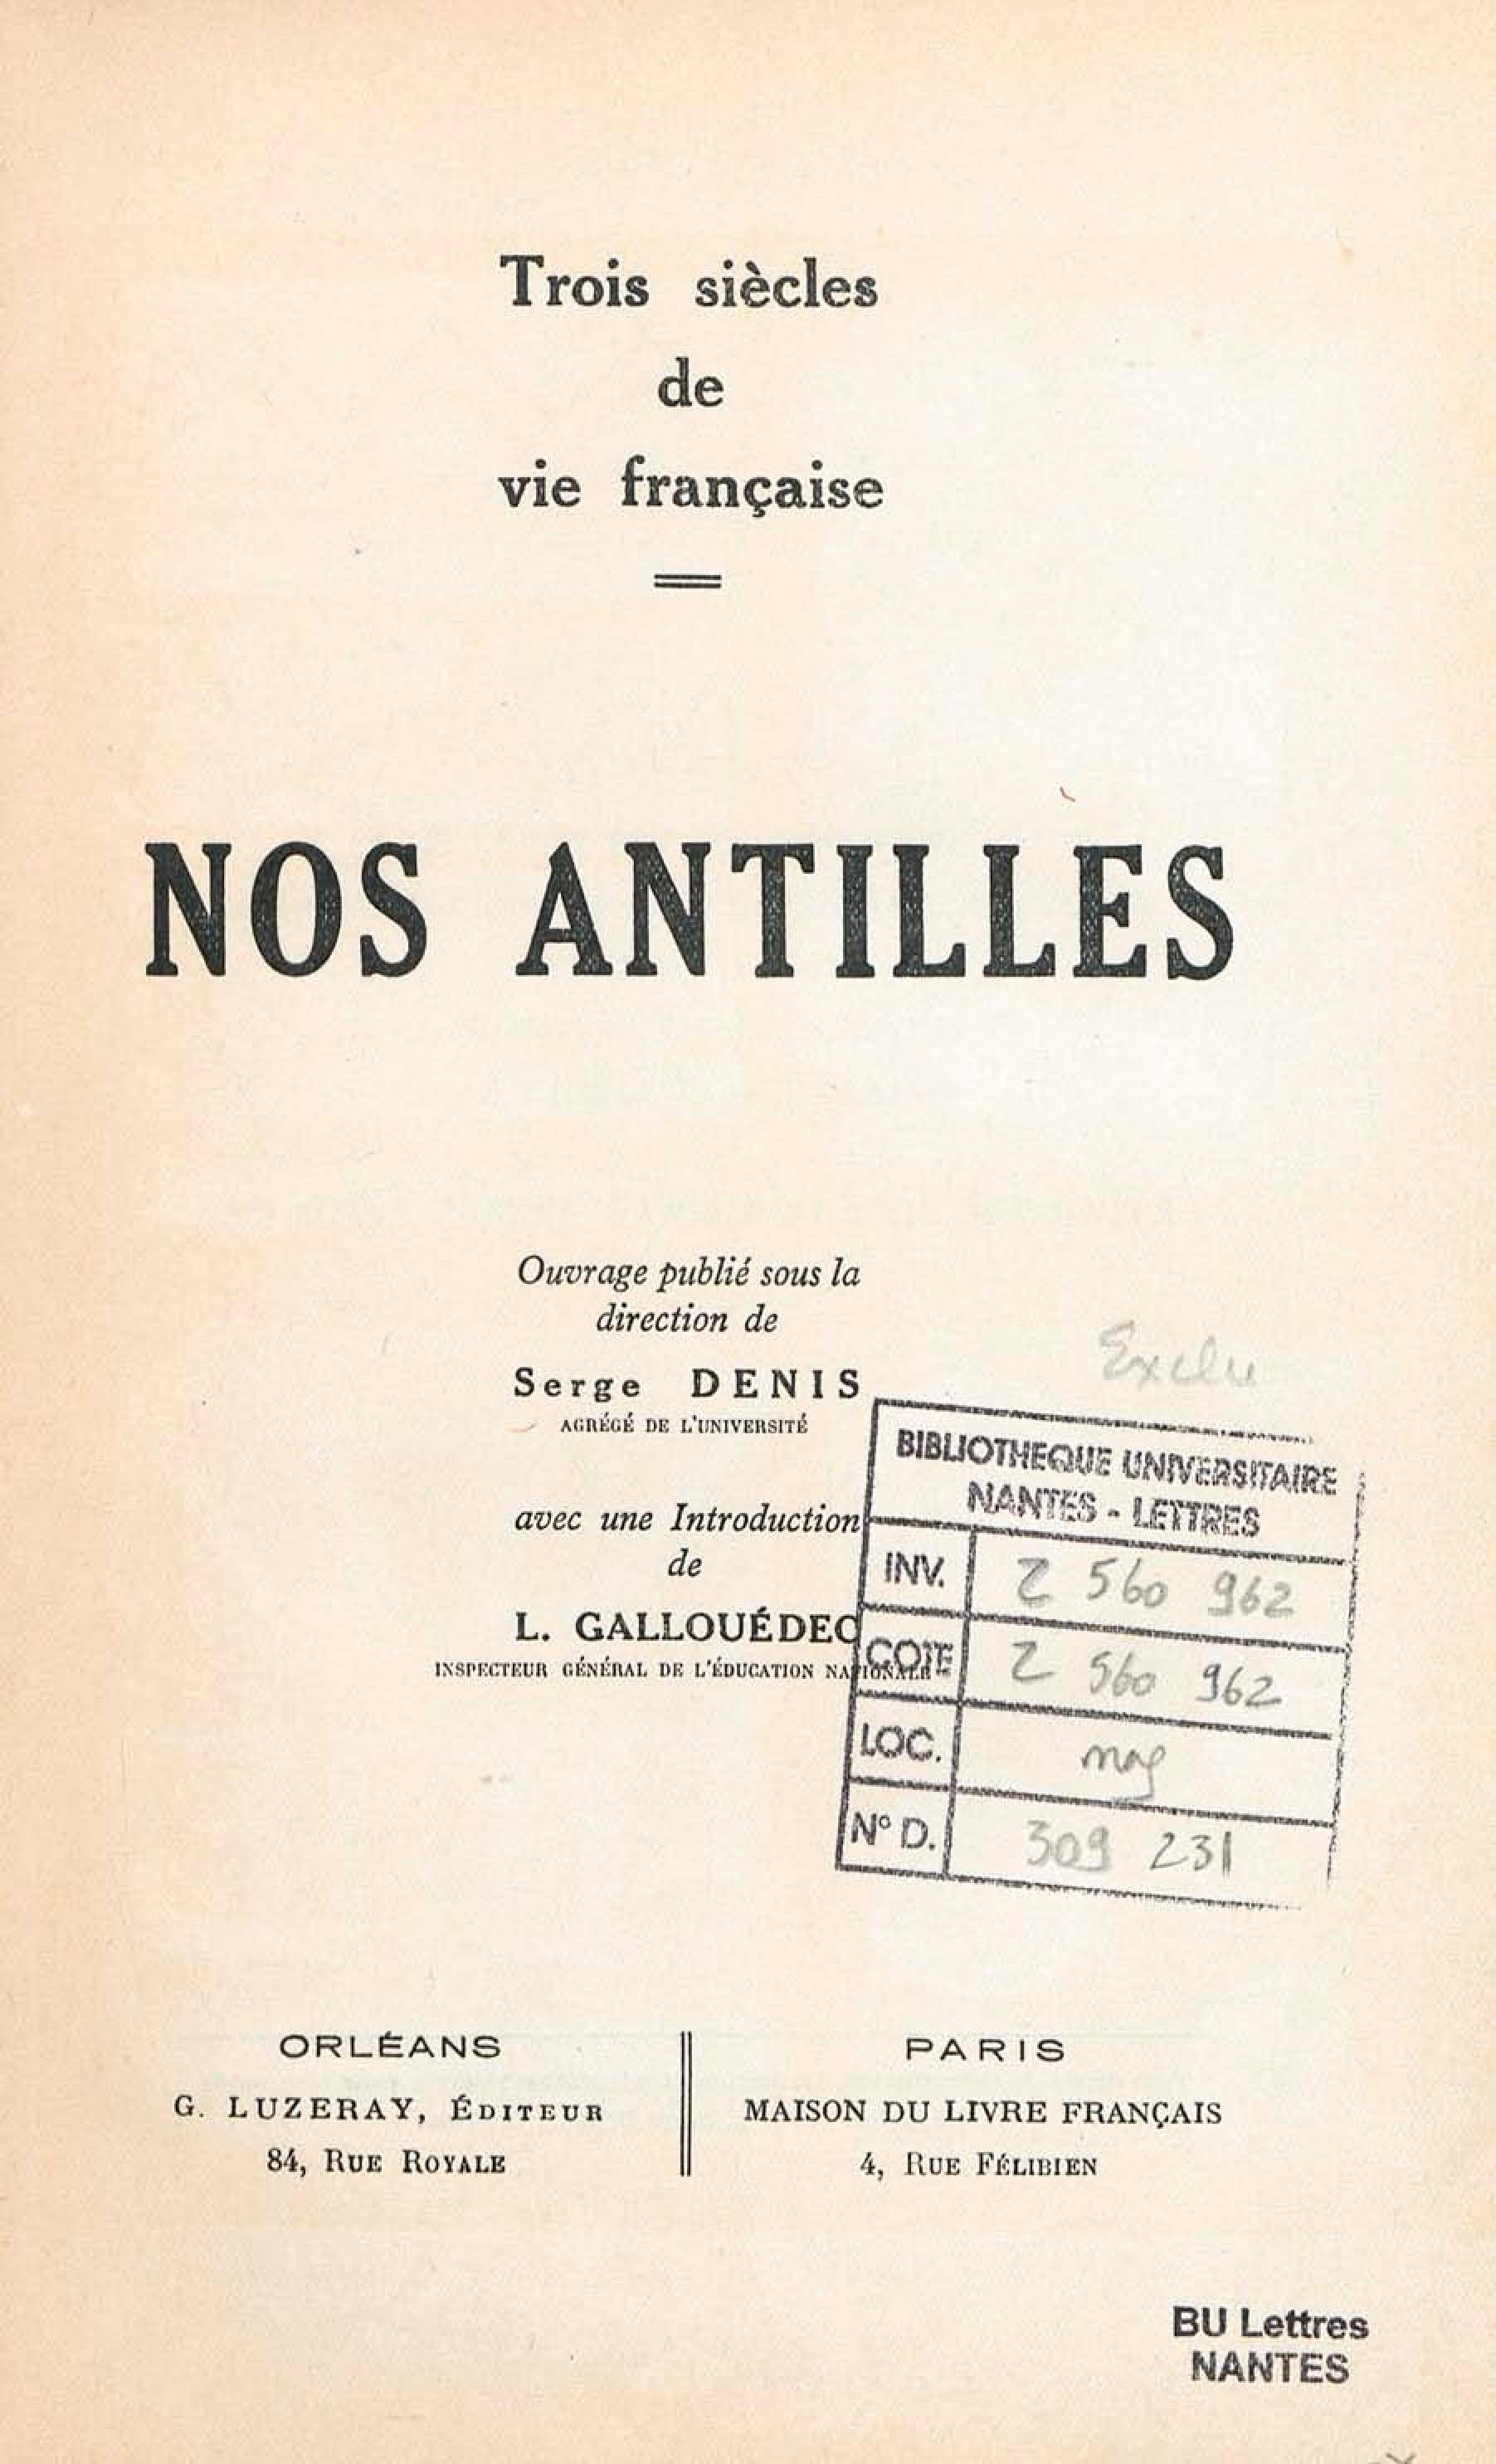 Trois siècles
de
vie française
NOS ANTILLES
Ouvrage publié sous la
direction de
Serge DENIS
AGRÉGÉ DE L'UNIVERSITÉ
avec une Introduction
de
L. GALLOUÉDEC
INSPECTEUR GÉNÉRAL DE L'ÉDUCATION NATIONALE
Exclu
BIBLIOTHEQUE UNIVERSITAIRE
NANTES - LETTRES
INV. Z 560 962
COTE Z 560 962
LOC. mag
N° D. 309 231
ORLÉANS
G. LUZERAY, ÉDITEUR
84, RUE ROYALE
PARIS
MAISON DU LIVRE FRANÇAIS
4, RUE FÉLIBIEN
BU Lettres
NANTES